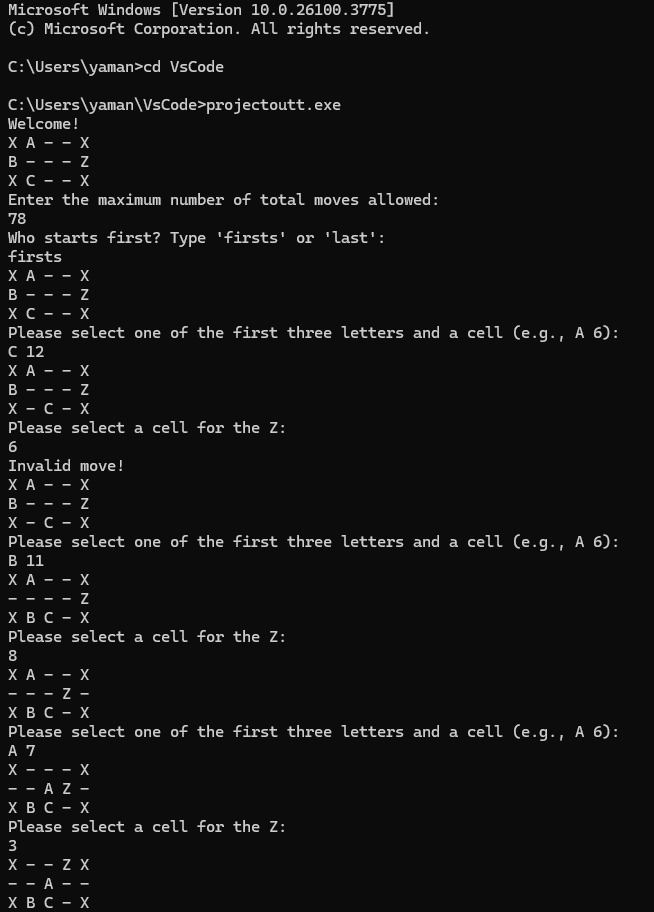 Microsoft Windows [Version 10.0.26100.3775]
(c) Microsoft Corporation. All rights reserved.
C:\Users\yaman>cd VsCode
C:\Users\yaman\VsCode>projectoutt.exe
Welcome!
X A - - X
B - - - Z
X C - - X
Enter the maximum number of total moves allowed:
78
Who starts first? Type 'firsts' or 'last':
firsts
X A - - X
B - - - Z
X C - - X
Please select one of the first three letters and a cell (e.g., A 6):
C 12
X A - - X
B - - - Z
X - C - X
Please select a cell for the Z:
6
Invalid move!
X A - - X
B - - - Z
X - C - X
Please select one of the first three letters and a cell (e.g., A 6):
B 11
X A - - X
- - - - Z
X B C - X
Please select a cell for the Z:
8
X A - - X
- - - Z -
X B C - X
Please select one of the first three letters and a cell (e.g., A 6):
A 7
X - - - X
- - A Z -
X B C - X
Please select a cell for the Z:
3
X - - Z X
- - A - -
X B C - X